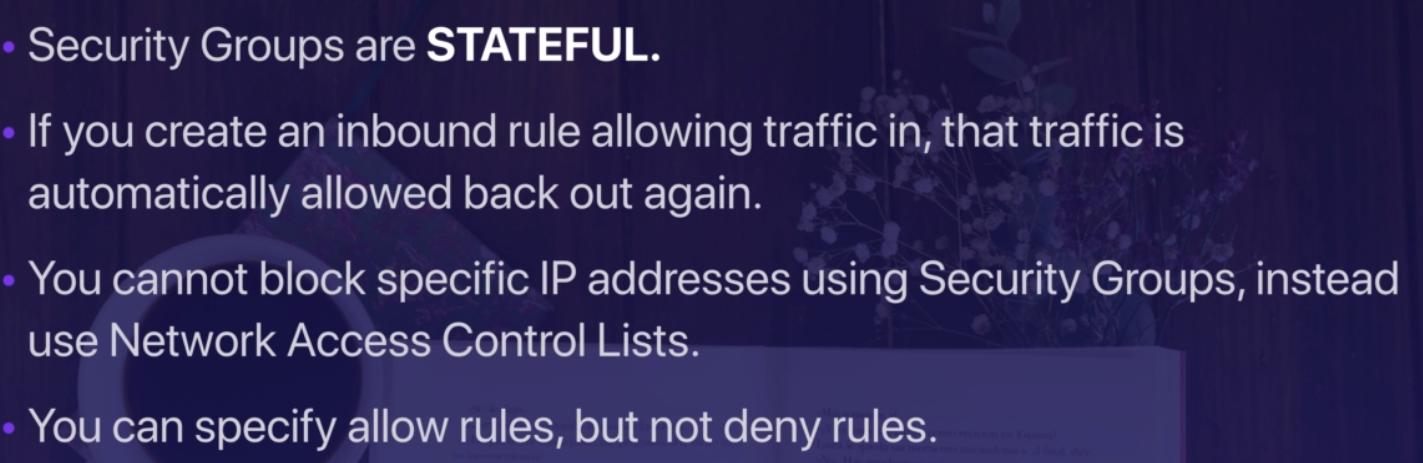 • Security Groups are STATEFUL.
• If you create an inbound rule allowing traffic in, that traffic is
automatically allowed back out again.
• You cannot block specific IP addresses using Security Groups, instead
use Network Access Control Lists.
• You can specify allow rules, but not deny rules.